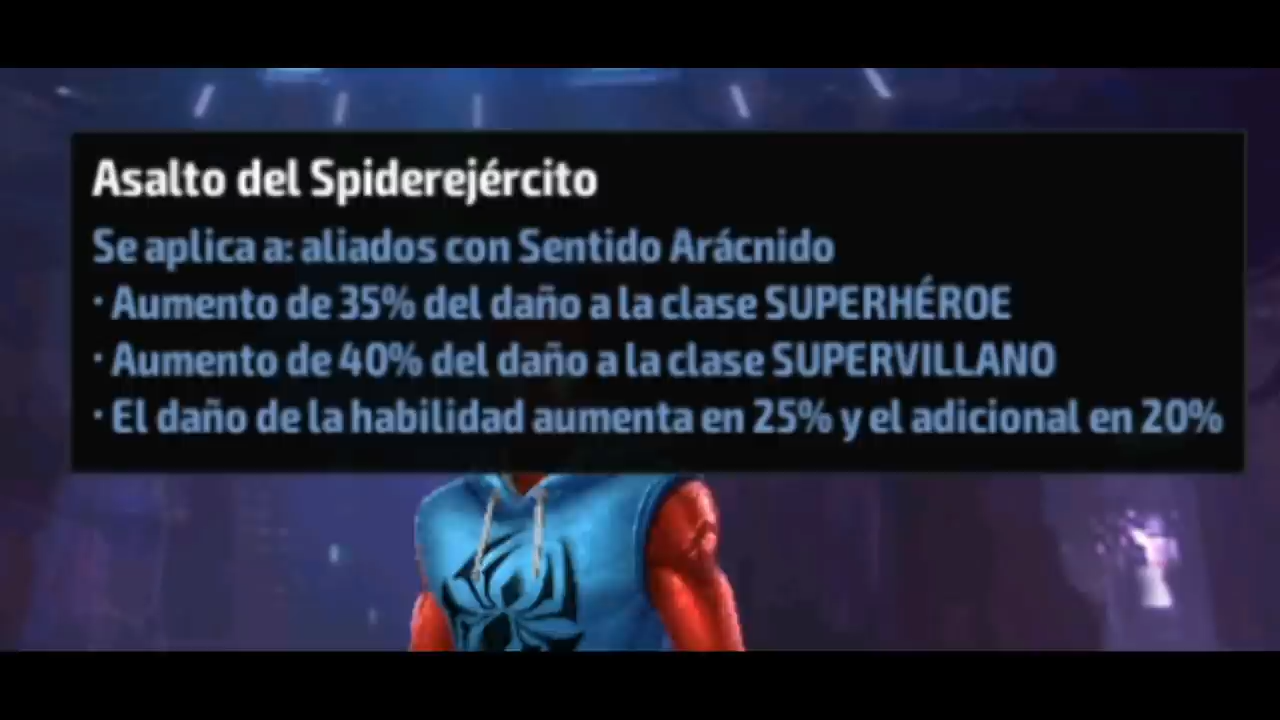 Asalto del Spiderejército
Se aplica a: aliados con Sentido Arácnido
· Aumento de 35% del daño a la clase SUPERHÉROE
· Aumento de 40% del daño a la clase SUPERVILLANO
· El daño de la habilidad aumenta en 25% y el adicional en 20%